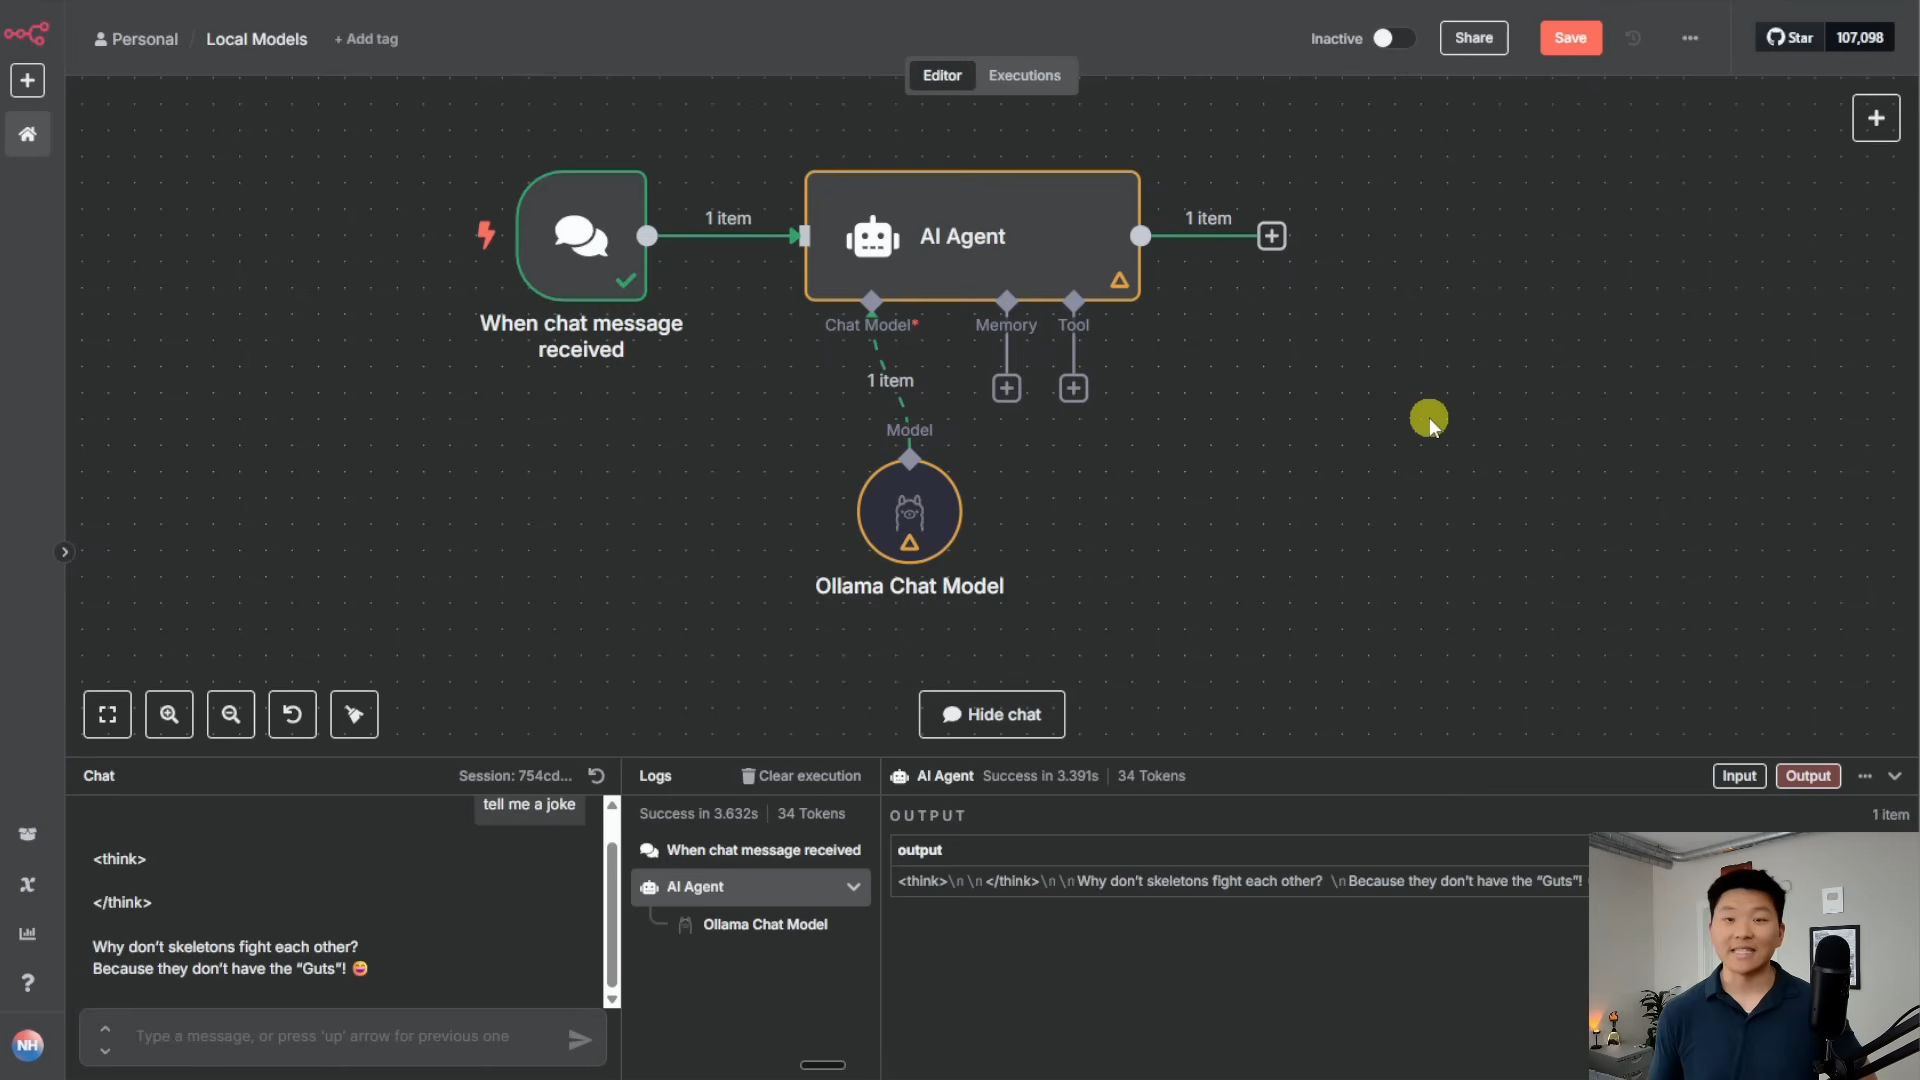 Personal
Local Models
+ Add tag
Inactive
Share
Save
Star
107,098
Editor
Executions
1 item
AI Agent
1 item
When chat message
received
Chat Model*
Memory
Tool
1 item
Model
Ollama Chat Model
Hide chat
Chat
Session: 754cd...
tell me a joke
<think>
</think>
Why don't skeletons fight each other?
Because they don't have the “Guts”! 😄
Type a message, or press 'up' arrow for previous one
NH
Logs
Clear execution
Success in 3.632s
34 Tokens
When chat message received
AI Agent
Ollama Chat Model
AI Agent
Success in 3.391s
34 Tokens
Input
Output
OUTPUT
1 item
output
<think>\n\n</think>\n\nWhy don't skeletons fight each other? \nBecause they don't have the “Guts”!